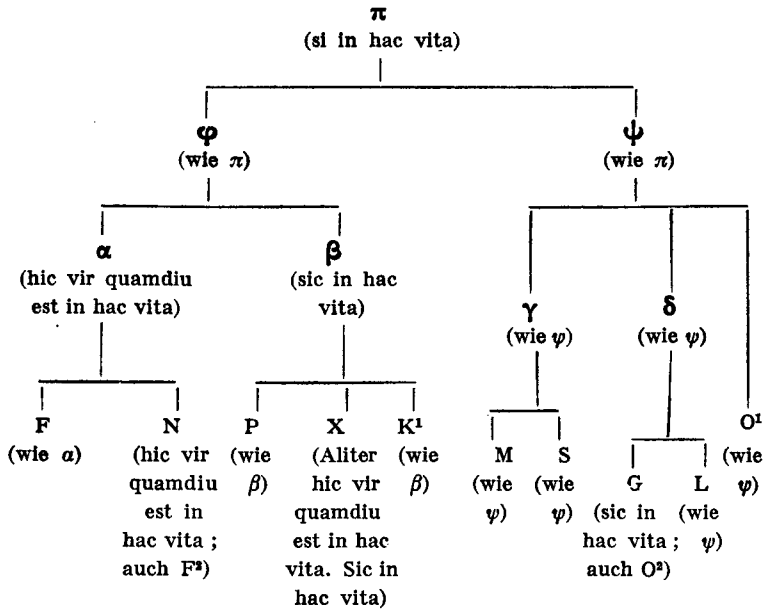 π
(si in hac vita)
φ
(wie π)
ψ
(wie π)
α
(hic vir quamdiu
est in hac vita)
β
(sic in hac
vita)
γ
(wie ψ)
δ
(wie ψ)
F
(wie α)
N
(hic vir
quamdiu
est in
hac vita ;
auch F²)
P
(wie
β)
X
(Aliter
hic vir
quamdiu
est in hac
vita. Sic in
hac vita)
K¹
(wie
β)
M
(wie
ψ)
S
(wie
ψ)
G
(sic in
hac vita ;
auch O²)
L
(wie
ψ)
O¹
(wie
ψ)